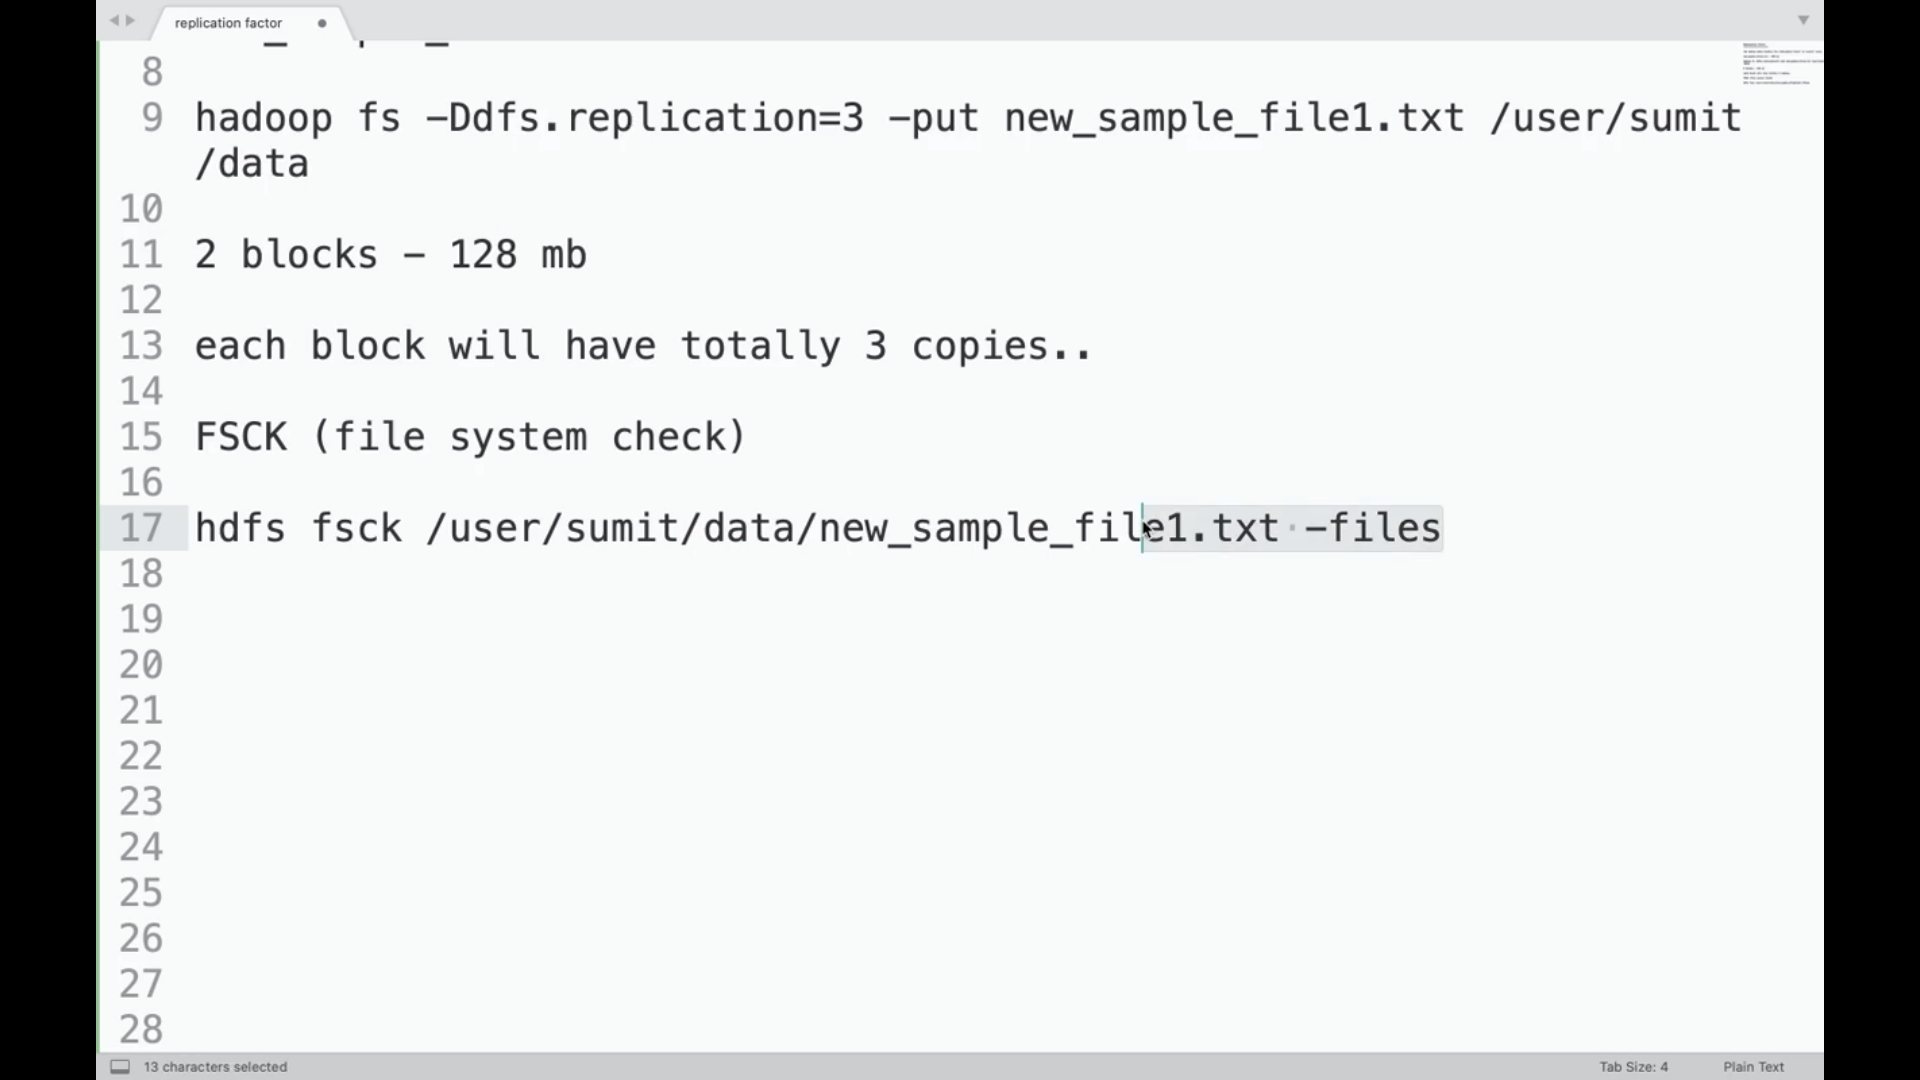 replication factor
8
9 hadoop fs -Ddfs.replication=3 -put new_sample_file1.txt /user/sumit
/data
10
11 2 blocks - 128 mb
12
13 each block will have totally 3 copies..
14
15 FSCK (file system check)
16
17 hdfs fsck /user/sumit/data/new_sample_file1.txt -files
18
19
20
21
22
23
24
25
26
27
28
13 characters selected Tab Size: 4 Plain Text